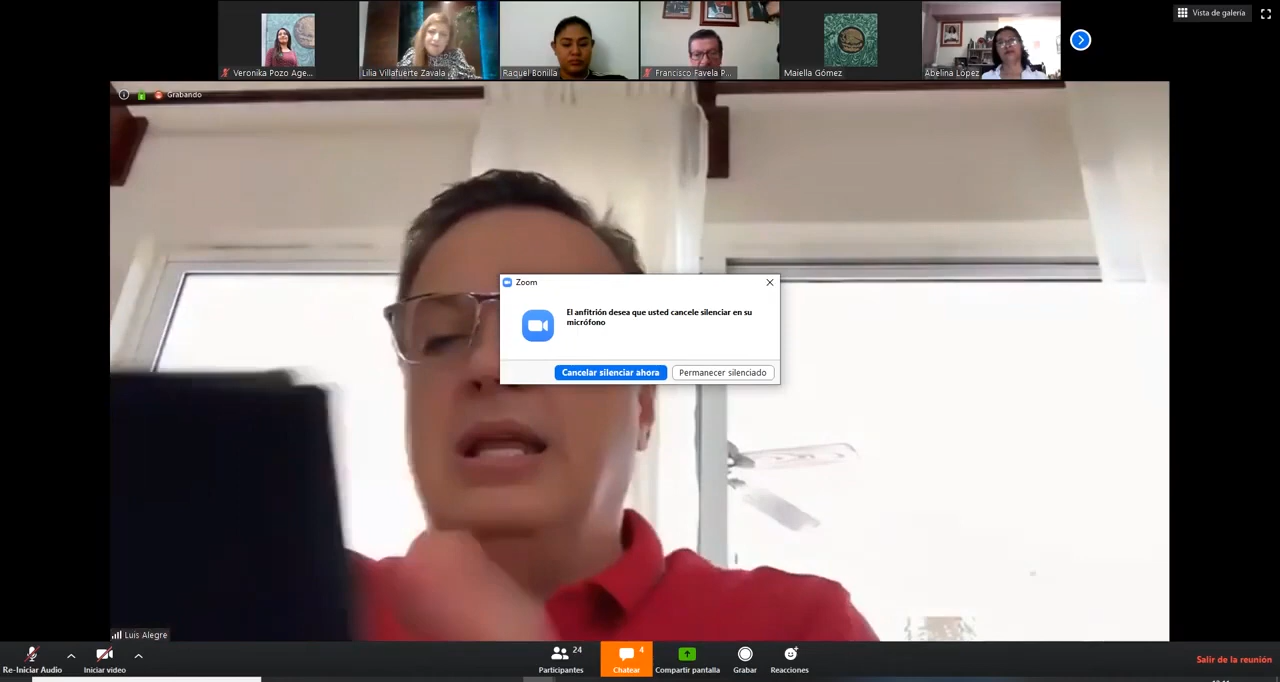 Vista de galería
Veronika Pozo Age...
Lilia Villafuerte Zavala
Raquel Bonilla
Francisco Favela P...
Maiella Gómez
Abelina López
Grabando
Zoom
El anfitrión desea que usted cancele silenciar en su
micrófono
Cancelar silenciar ahora
Permanecer silenciado
Luis Alegre
Re-Iniciar Audio
Iniciar video
Participantes
24
Chatear
4
Compartir pantalla
Grabar
Reacciones
Salir de la reunión